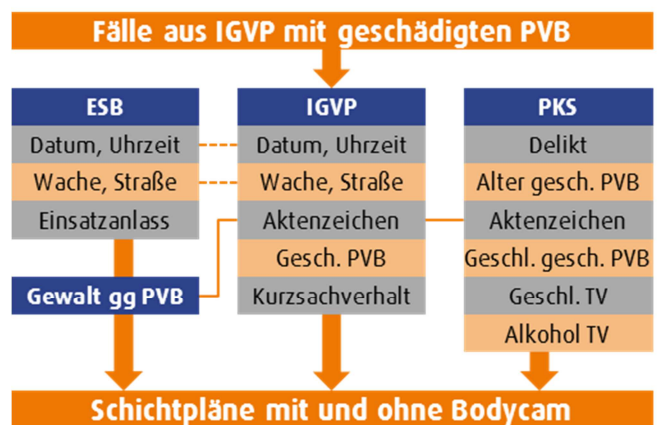 Fälle aus IGVP mit geschädigten PVB
ESB
Datum, Uhrzeit
Wache, Straße
Einsatzanlass
Gewalt gg PVB
IGVP
Datum, Uhrzeit
Wache, Straße
Aktenzeichen
Gesch. PVB
Kurzsachverhalt
PKS
Delikt
Alter gesch. PVB
Aktenzeichen
Geschl. gesch. PVB
Geschl. TV
Alkohol TV
Schichtpläne mit und ohne Bodycam